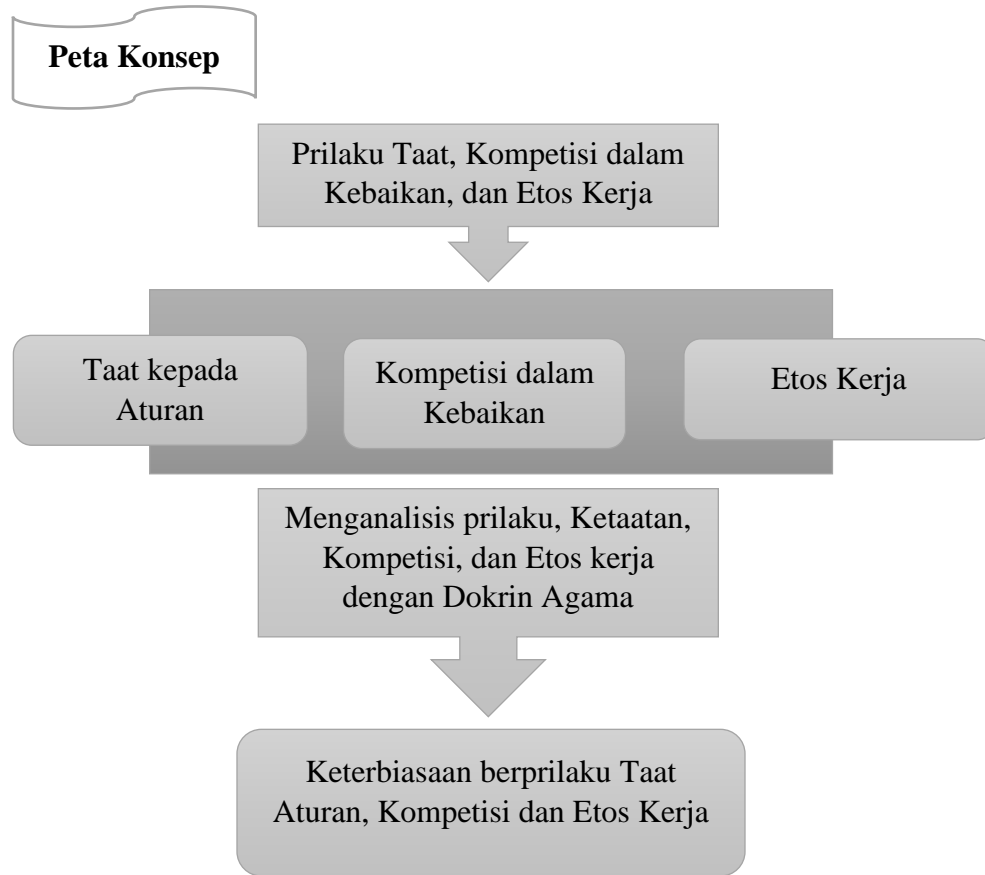 Peta Konsep
Prilaku Taat, Kompetisi dalam
Kebaikan, dan Etos Kerja
Taat kepada
Aturan
Kompetisi dalam
Kebaikan
Etos Kerja
Menganalisis prilaku, Ketaatan,
Kompetisi, dan Etos kerja
dengan Dokrin Agama
Keterbiasaan berprilaku Taat
Aturan, Kompetisi dan Etos Kerja